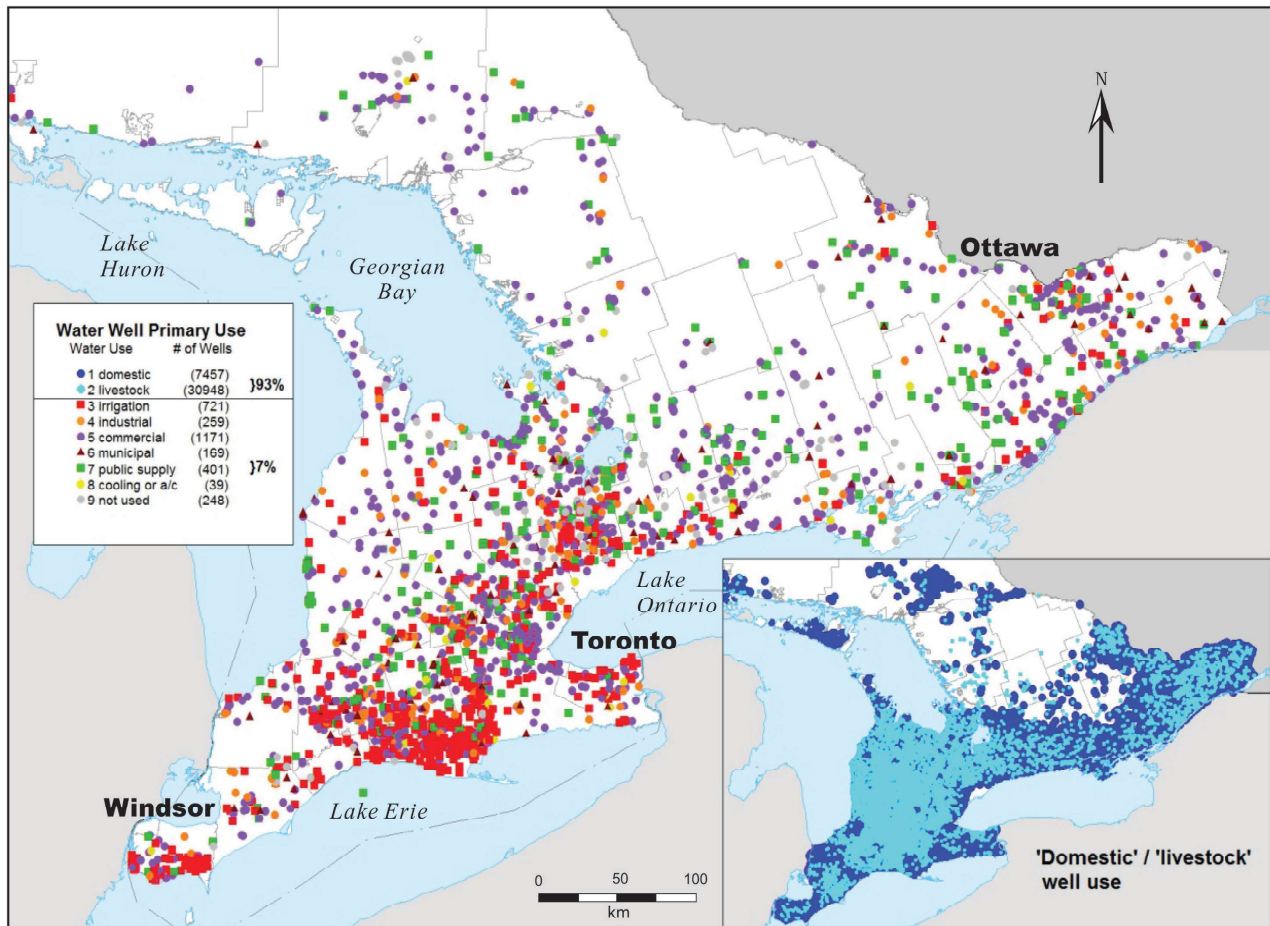 N
Lake
Huron
Georgian
Bay
Ottawa
Water Well Primary Use
Water Use # of Wells
1 domestic (7457)
2 livestock (30948)
}93%
3 irrigation (721)
4 industrial (259)
5 commercial (1171)
6 municipal (169)
7 public supply (401)
}7%
8 cooling or a/c (39)
9 not used (248)
Lake
Ontario
Toronto
Windsor
Lake Erie
0 50 100
km
'Domestic' / 'livestock'
well use